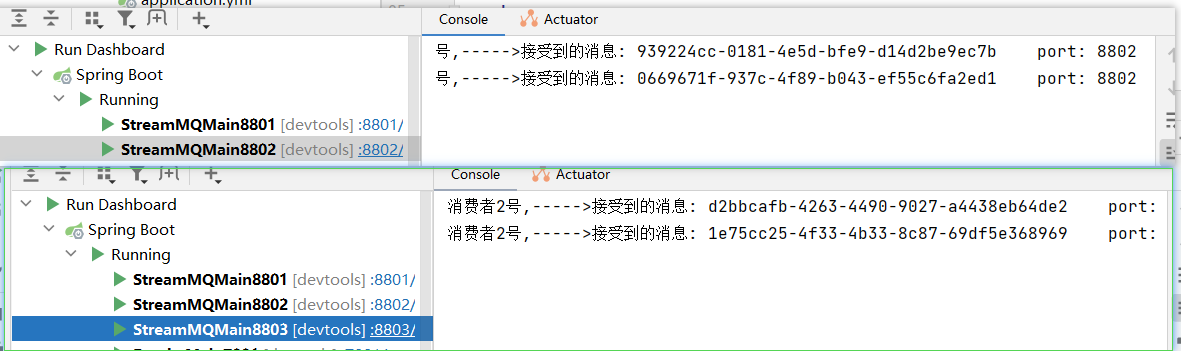 application.yml
Console Actuator
Run Dashboard
Spring Boot
Running
StreamMQMain8801 [devtools] :8801/
StreamMQMain8802 [devtools] :8802/
号,----->接受到的消息: 939224cc-0181-4e5d-bfe9-d14d2be9ec7b port: 8802
号,----->接受到的消息: 0669671f-937c-4f89-b043-ef55c6fa2ed1 port: 8802
Console Actuator
Run Dashboard
Spring Boot
Running
StreamMQMain8801 [devtools] :8801/
StreamMQMain8802 [devtools] :8802/
StreamMQMain8803 [devtools] :8803/
消费者2号,----->接受到的消息: d2bbcafb-4263-4490-9027-a4438eb64de2 port:
消费者2号,----->接受到的消息: 1e75cc25-4f33-4b33-8c87-69df5e368969 port: